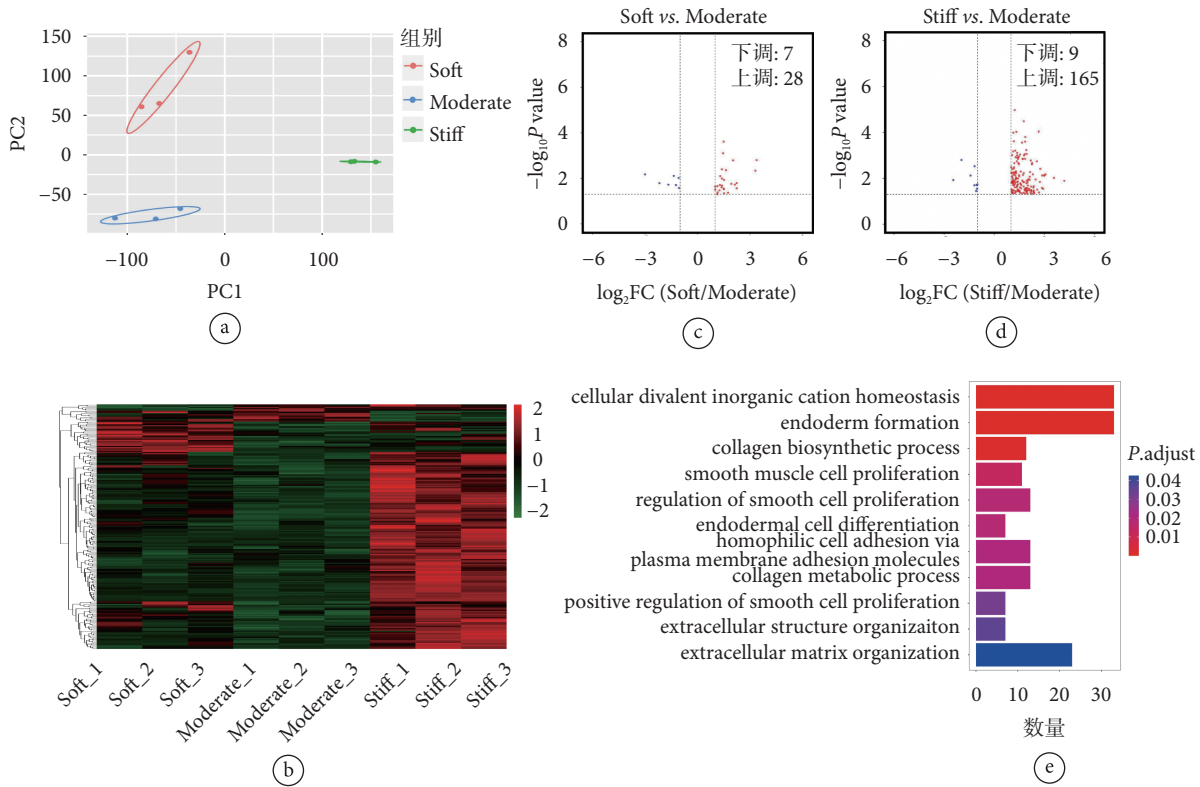 150
100
50
0
−50
PC2
−100
0
100
PC1
组别
Soft
Moderate
Stiff
a
Soft vs. Moderate
8
6
4
2
0
−log₁₀P value
下调: 7
上调: 28
−6
−3
0
3
6
log₂FC (Soft/Moderate)
c
Stiff vs. Moderate
8
6
4
2
0
−log₁₀P value
下调: 9
上调: 165
−6
−3
0
3
6
log₂FC (Stiff/Moderate)
d
2
1
0
−1
−2
Soft_1
Soft_2
Soft_3
Moderate_1
Moderate_2
Moderate_3
Stiff_1
Stiff_2
Stiff_3
b
cellular divalent inorganic cation homeostasis
endoderm formation
collagen biosynthetic process
smooth muscle cell proliferation
regulation of smooth cell proliferation
endodermal cell differentiation
homophilic cell adhesion via
plasma membrane adhesion molecules
collagen metabolic process
positive regulation of smooth cell proliferation
extracellular structure organizaiton
extracellular matrix organization
0
10
20
30
数量
P.adjust
0.04
0.03
0.02
0.01
e